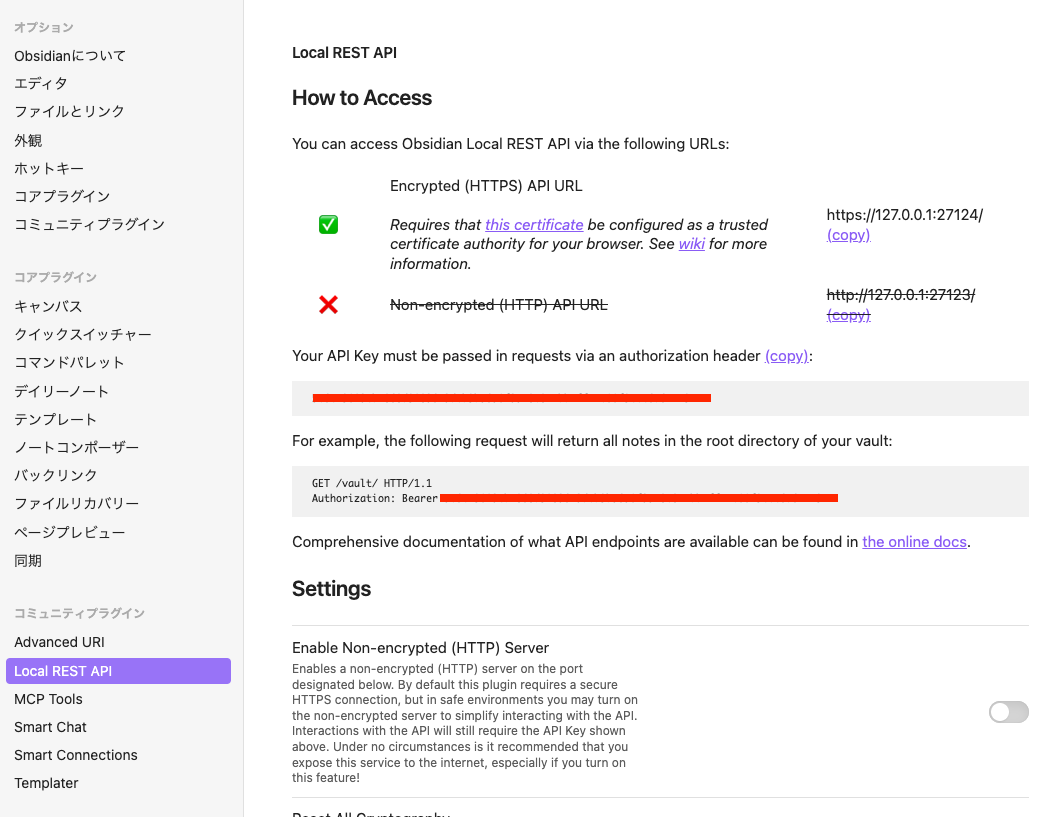 オプション
Obsidianについて
エディタ
ファイルとリンク
外観
ホットキー
コアプラグイン
コミュニティプラグイン
コアプラグイン
キャンバス
クイックスイッチャー
コマンドパレット
デイリーノート
テンプレート
ノートコンポーザー
バックリンク
ファイルリカバリー
ページプレビュー
同期
コミュニティプラグイン
Advanced URI
Local REST API
MCP Tools
Smart Chat
Smart Connections
Templater
Local REST API
How to Access
You can access Obsidian Local REST API via the following URLs:
Encrypted (HTTPS) API URL
Requires that this certificate be configured as a trusted
certificate authority for your browser. See wiki for more
information.
https://127.0.0.1:27124/
(copy)
Non-encrypted (HTTP) API URL
http://127.0.0.1:27123/
(copy)
Your API Key must be passed in requests via an authorization header (copy):
For example, the following request will return all notes in the root directory of your vault:
GET /vault/ HTTP/1.1
Authorization: Bearer
Comprehensive documentation of what API endpoints are available can be found in the online docs.
Settings
Enable Non-encrypted (HTTP) Server
Enables a non-encrypted (HTTP) server on the port
designated below. By default this plugin requires a secure
HTTPS connection, but in safe environments you may turn on
the non-encrypted server to simplify interacting with the API.
Interactions with the API will still require the API Key shown
above. Under no circumstances is it recommended that you
expose this service to the internet, especially if you turn on
this feature!
Reset All Cryptography